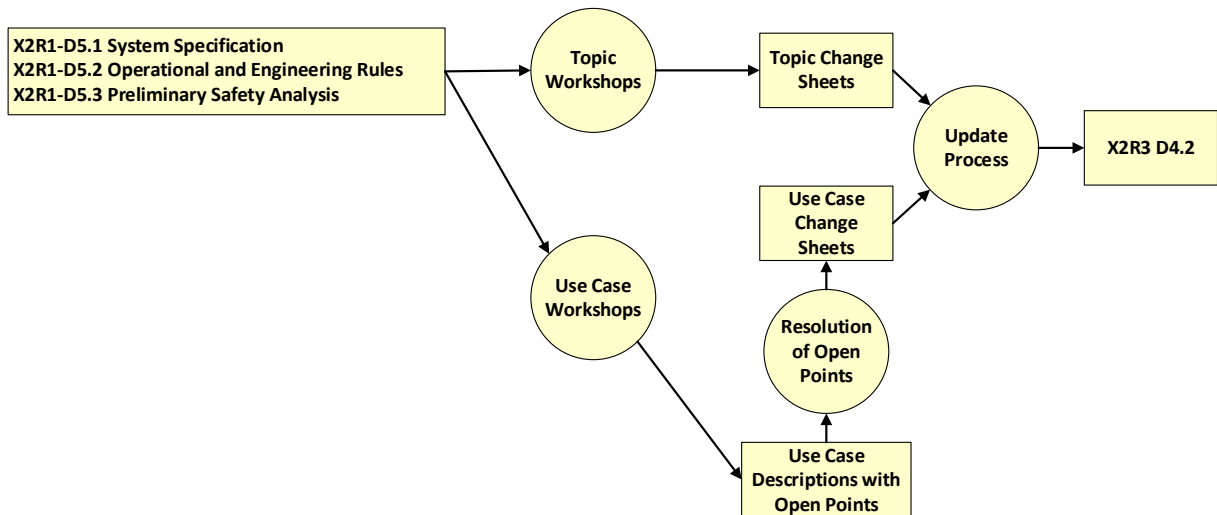 X2R1-D5.1 System Specification
X2R1-D5.2 Operational and Engineering Rules
X2R1-D5.3 Preliminary Safety Analysis
Topic
Workshops
Topic Change
Sheets
Update
Process
X2R3 D4.2
Use Case
Change
Sheets
Use Case
Workshops
Resolution
of Open
Points
Use Case
Descriptions with
Open Points